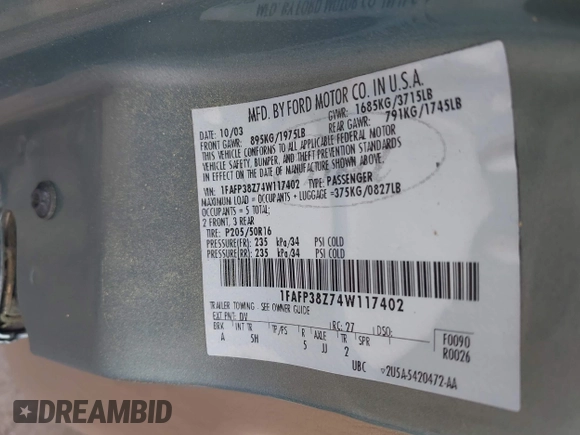 MFD. BY FORD MOTOR CO. IN U.S.A.
DATE: 10/03 GVWR: 1685KG/3715LB
FRONT GAWR: 895KG/1975LB REAR GAWR: 791KG/1745LB
THIS VEHICLE CONFORMS TO ALL APPLICABLE FEDERAL MOTOR
VEHICLE SAFETY, BUMPER, AND THEFT PREVENTION STANDARDS
IN EFFECT ON THE DATE OF MANUFACTURE SHOWN ABOVE.
VIN: 1FAFP38Z74W117402 TYPE: PASSENGER
MAXIMUM LOAD = OCCUPANTS + LUGGAGE =375KG/0827LB
OCCUPANTS = 5 TOTAL;
2 FRONT, 3 REAR
TIRE: P205/50R16
PRESSURE(FR): 235 kPa/34 PSI COLD
PRESSURE(RR): 235 kPa/34 PSI COLD
1FAFP38Z74W117402
TRAILER TOWING - SEE OWNER GUIDE
EXT PNT: DV RC: 27 DSO: F0090
BRK INT TR TP/PS R AXLE TR SPR R0026
A 5H 5 JJ 2
UBC 2U5A-5420472-AA
DREAMBID